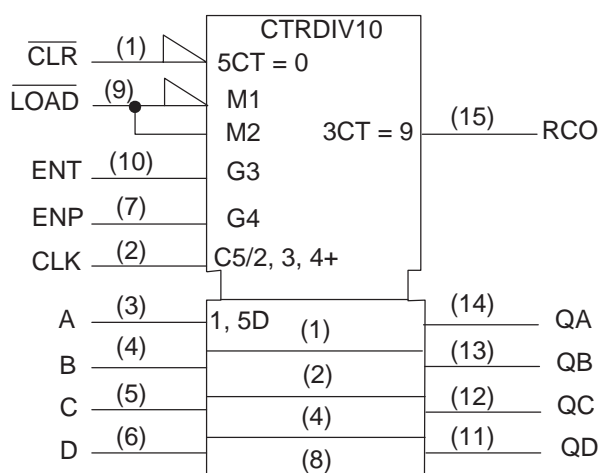 CTRDIV10
C̅L̅R̅ (1) 5CT = 0
L̅O̅A̅D̅ (9) M1
M2 3CT = 9 (15) RCO
ENT (10) G3
ENP (7) G4
CLK (2) C5/2, 3, 4+
A (3) 1, 5D (1) (14) QA
B (4) (2) (13) QB
C (5) (4) (12) QC
D (6) (8) (11) QD